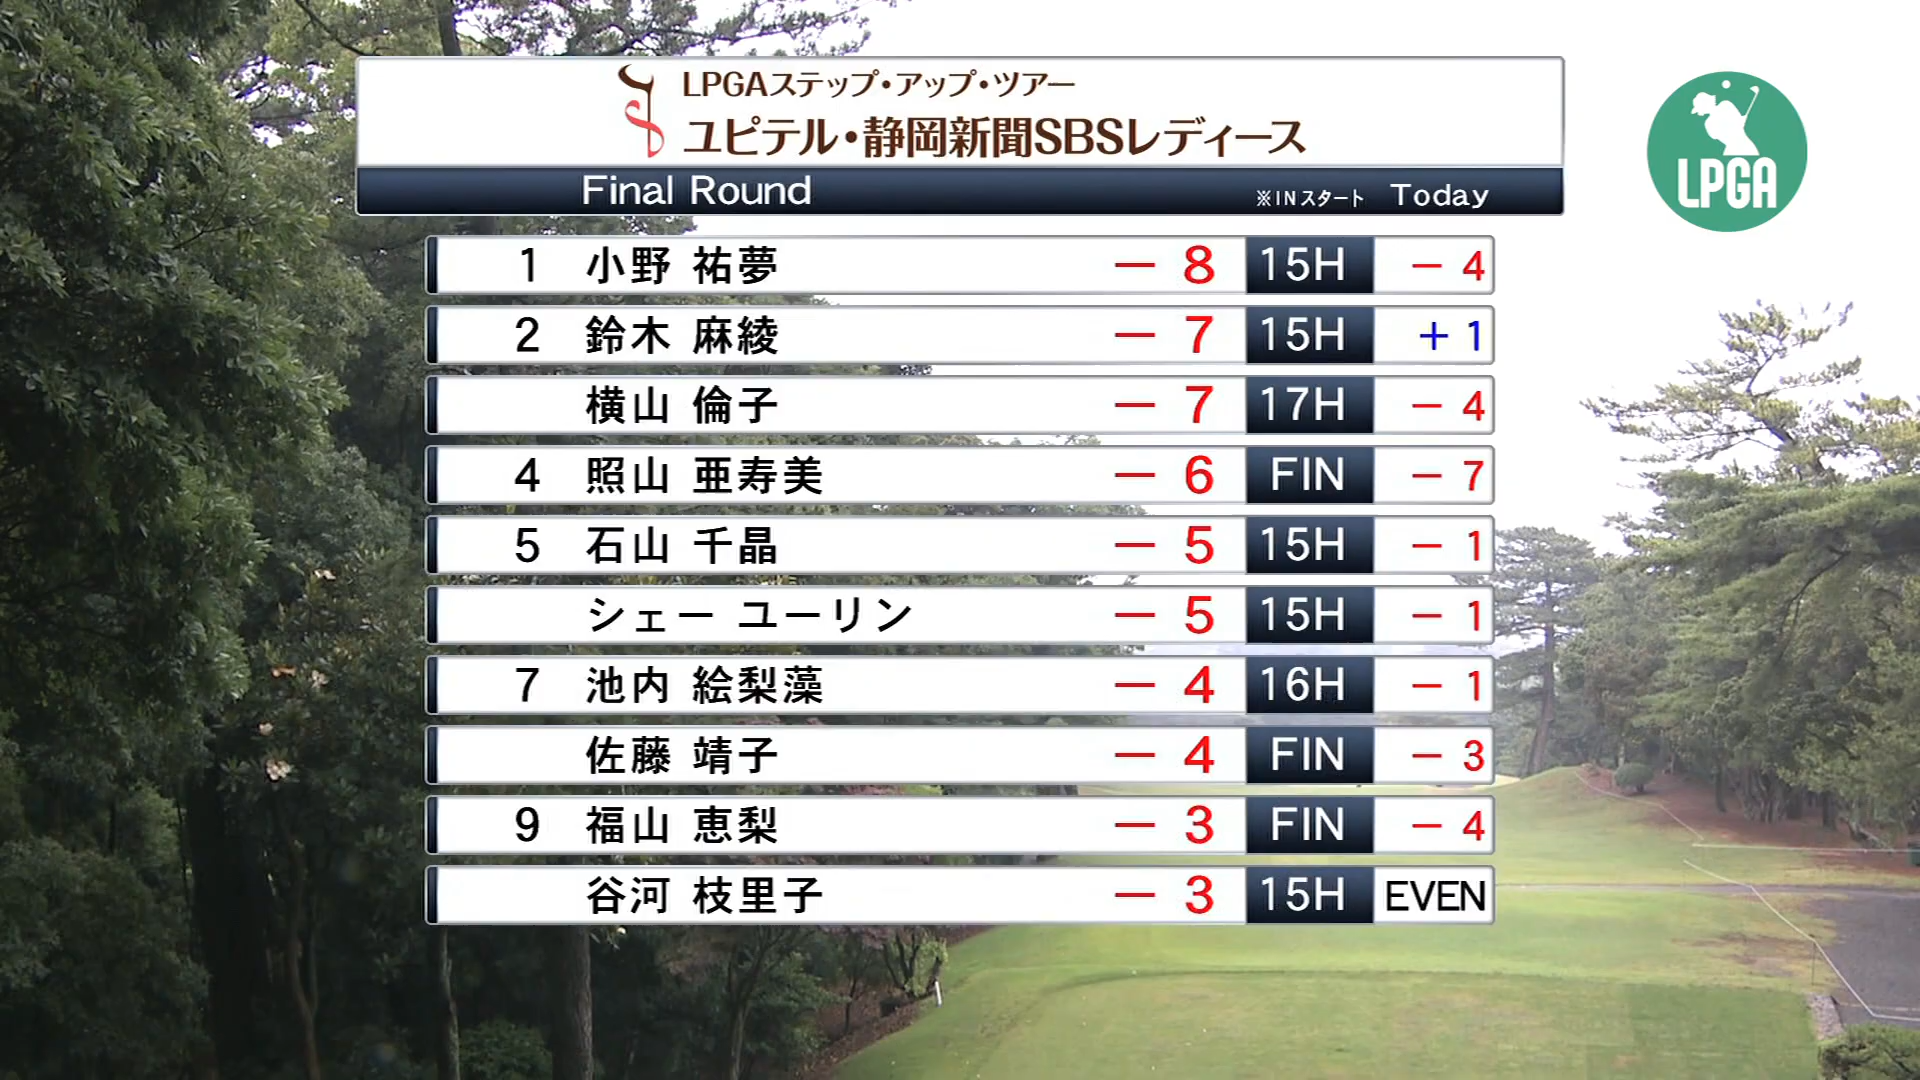 LPGAステップ・アップ・ツアー
ユピテル・静岡新聞SBSレディース
LPGA
Final Round ※INスタート Today
1 小野 祐夢 － 8 15H － 4
2 鈴木 麻綾 － 7 15H ＋ 1
横山 倫子 － 7 17H － 4
4 照山 亜寿美 － 6 FIN － 7
5 石山 千晶 － 5 15H － 1
シェー ユーリン － 5 15H － 1
7 池内 絵梨藻 － 4 16H － 1
佐藤 靖子 － 4 FIN － 3
9 福山 恵梨 － 3 FIN － 4
谷河 枝里子 － 3 15H EVEN